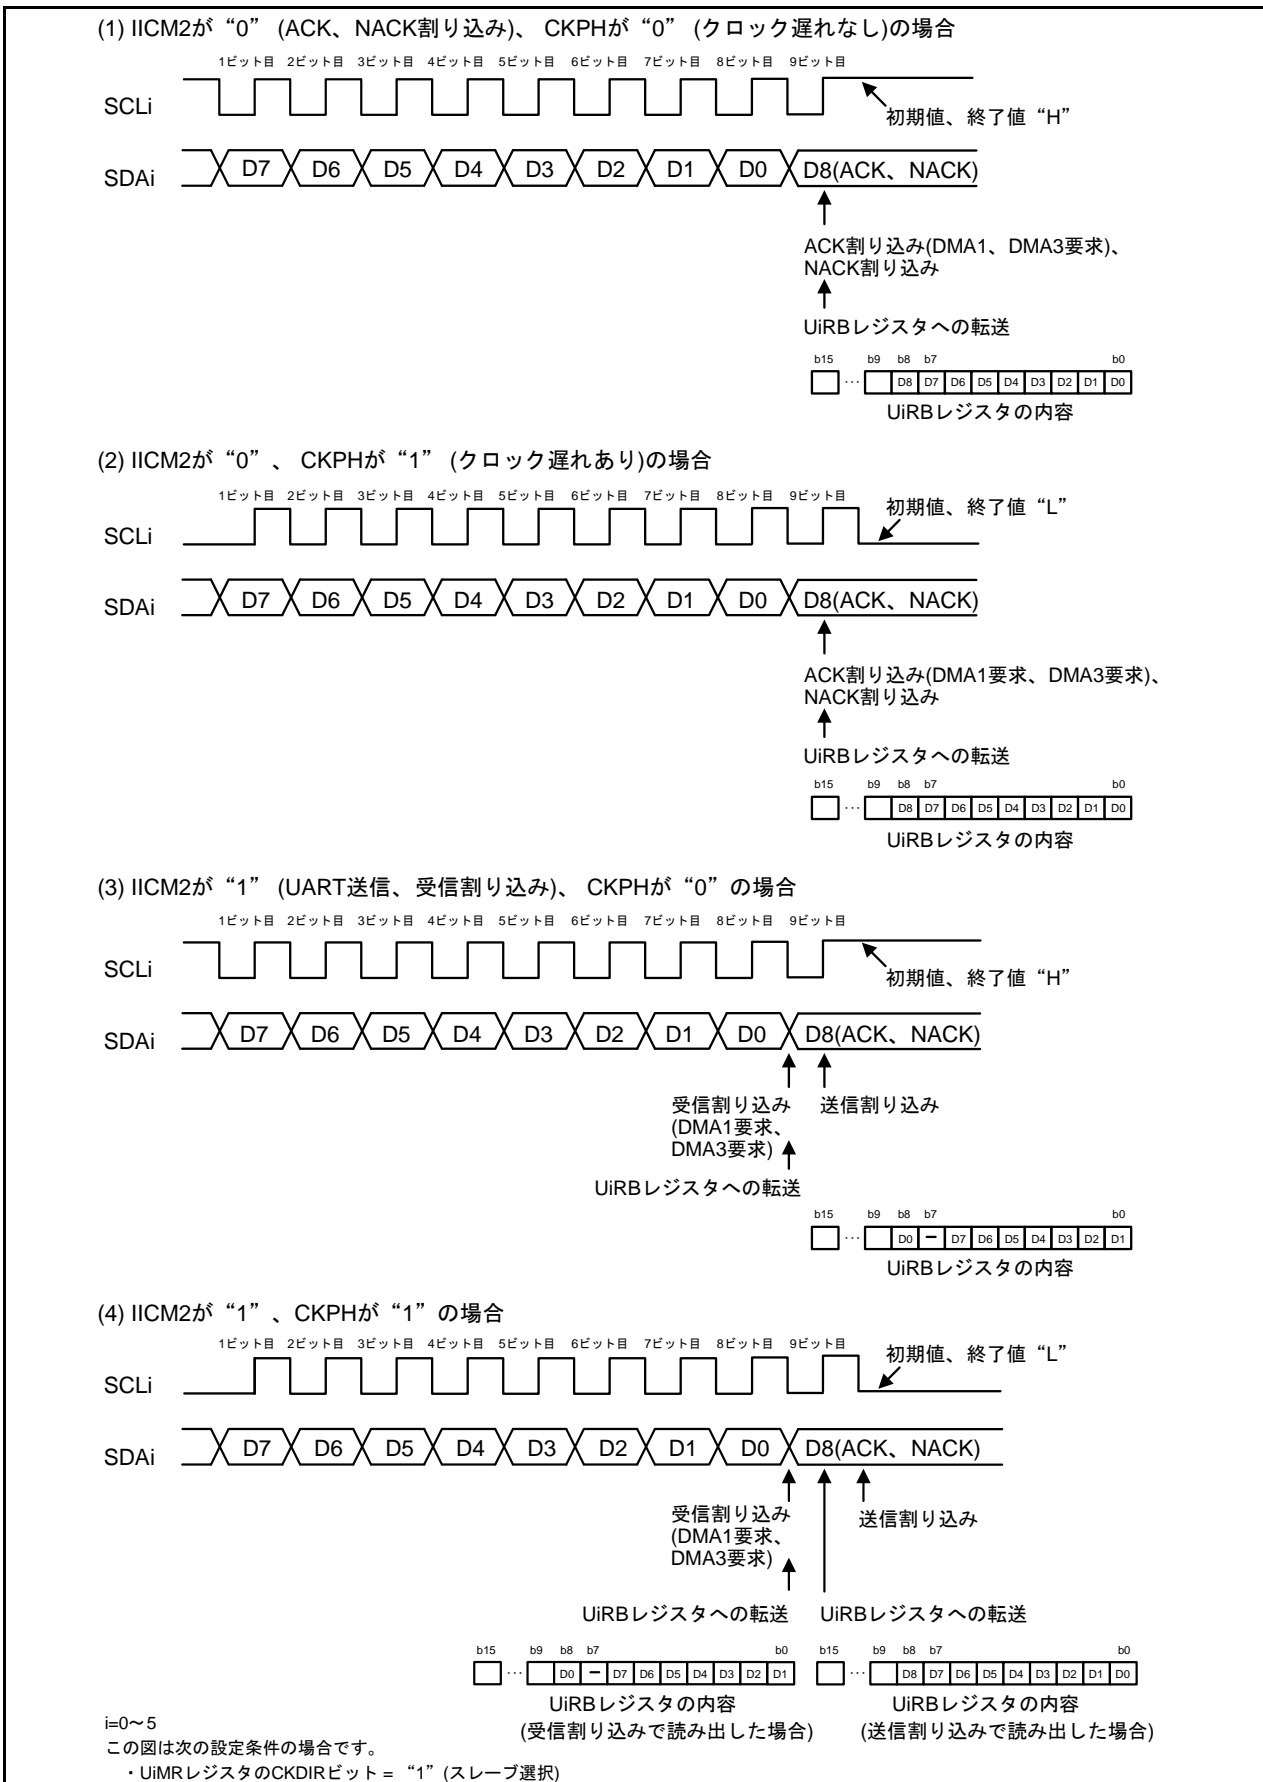 (1) IICM2が“0” (ACK、NACK割り込み)、 CKPHが“0” (クロック遅れなし)の場合
1ビット目 2ビット目 3ビット目 4ビット目 5ビット目 6ビット目 7ビット目 8ビット目 9ビット目
SCLi
初期値、終了値“H”
SDAi D7 D6 D5 D4 D3 D2 D1 D0 D8(ACK、NACK)
ACK割り込み(DMA1、DMA3要求)、
NACK割り込み
UiRBレジスタへの転送
b15 b9 b8 b7 b0
… D8 D7 D6 D5 D4 D3 D2 D1 D0
UiRBレジスタの内容
(2) IICM2が“0”、 CKPHが“1” (クロック遅れあり)の場合
1ビット目 2ビット目 3ビット目 4ビット目 5ビット目 6ビット目 7ビット目 8ビット目 9ビット目
初期値、終了値“L”
SCLi
SDAi D7 D6 D5 D4 D3 D2 D1 D0 D8(ACK、NACK)
ACK割り込み(DMA1要求、DMA3要求)、
NACK割り込み
UiRBレジスタへの転送
b15 b9 b8 b7 b0
… D8 D7 D6 D5 D4 D3 D2 D1 D0
UiRBレジスタの内容
(3) IICM2が“1” (UART送信、受信割り込み)、 CKPHが“0”の場合
1ビット目 2ビット目 3ビット目 4ビット目 5ビット目 6ビット目 7ビット目 8ビット目 9ビット目
SCLi
初期値、終了値“H”
SDAi D7 D6 D5 D4 D3 D2 D1 D0 D8(ACK、NACK)
受信割り込み 送信割り込み
(DMA1要求、
DMA3要求)
UiRBレジスタへの転送
b15 b9 b8 b7 b0
… D0 − D7 D6 D5 D4 D3 D2 D1
UiRBレジスタの内容
(4) IICM2が“1”、CKPHが“1”の場合
1ビット目 2ビット目 3ビット目 4ビット目 5ビット目 6ビット目 7ビット目 8ビット目 9ビット目
初期値、終了値“L”
SCLi
SDAi D7 D6 D5 D4 D3 D2 D1 D0 D8(ACK、NACK)
受信割り込み 送信割り込み
(DMA1要求、
DMA3要求)
UiRBレジスタへの転送 UiRBレジスタへの転送
b15 b9 b8 b7 b0 b15 b9 b8 b7 b0
… D0 − D7 D6 D5 D4 D3 D2 D1 … D8 D7 D6 D5 D4 D3 D2 D1 D0
UiRBレジスタの内容 UiRBレジスタの内容
(受信割り込みで読み出した場合) (送信割り込みで読み出した場合)
i=0〜5
この図は次の設定条件の場合です。
・UiMRレジスタのCKDIRビット = “1”(スレーブ選択)